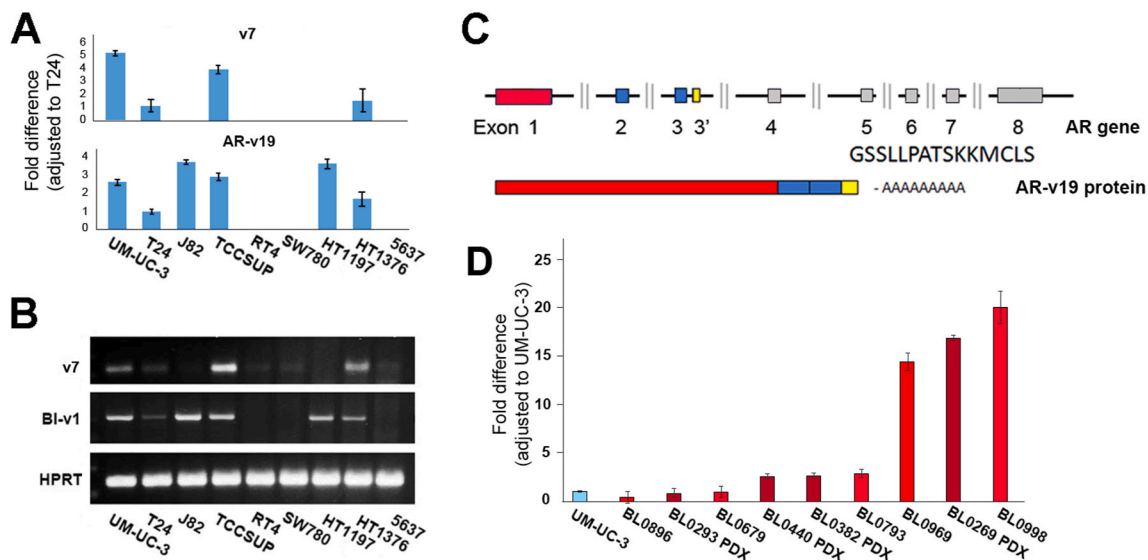 A
v7
Fold difference
(adjusted to T24)
6
5
4
3
2
1
0
AR-v19
4
3
2
1
0
UM-UC-3
T24
J82
TCCSUP
RT4
SW780
HT1197
HT1376
5637
B
v7
BI-v1
HPRT
UM-UC-3
T24
J82
TCCSUP
RT4
SW780
HT1197
HT1376
5637
C
Exon 1 2 3 3' 4 5 6 7 8 AR gene
GSSLLPATSKKMCLS
-AAAAAAAAA AR-v19 protein
D
Fold difference
(adjusted to UM-UC-3)
25
20
15
10
5
0
UM-UC-3
BL0896
BL0293 PDX
BL0679
BL0440 PDX
BL0382 PDX
BL0793
BL0969
BL0269 PDX
BL0998